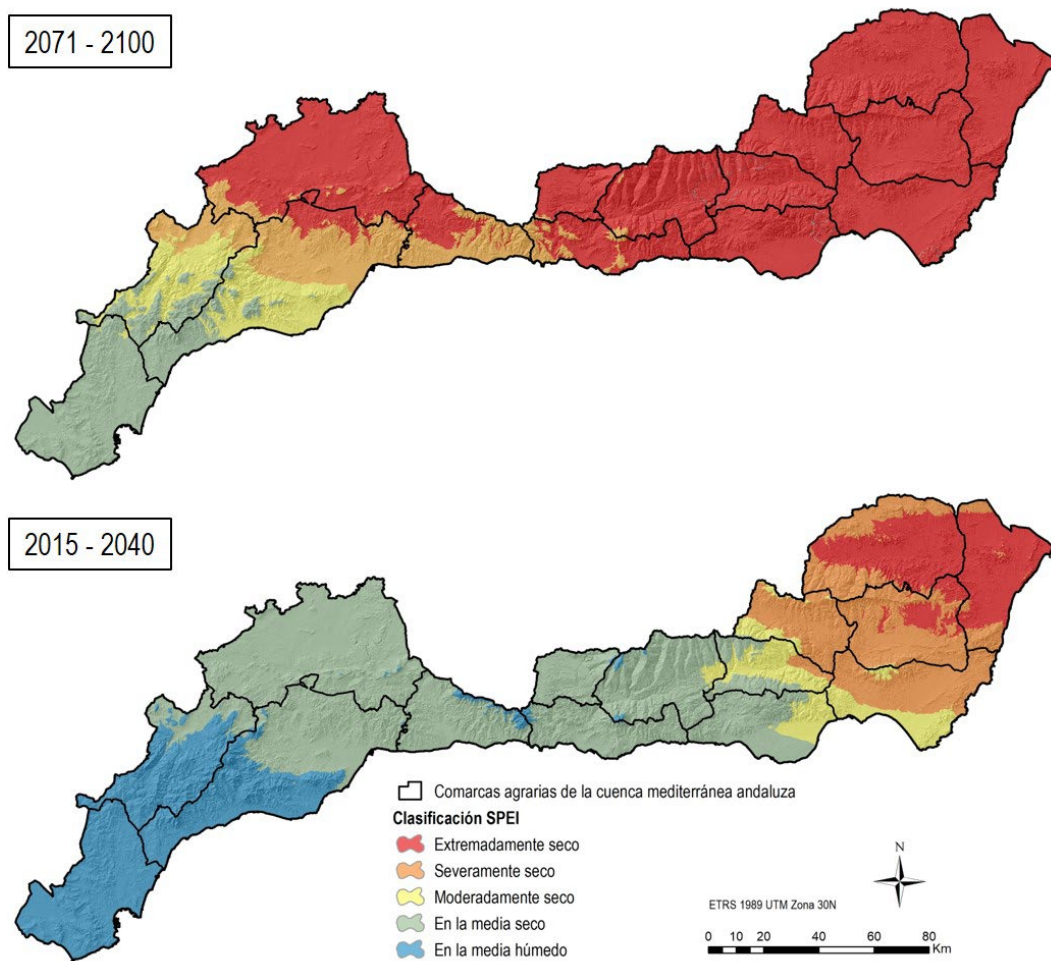 2071 - 2100
2015 - 2040
Comarcas agrarias de la cuenca mediterránea andaluza
Clasificación SPEI
Extremadamente seco
Severamente seco
Moderadamente seco
En la media seco
En la media húmedo
N
ETRS 1989 UTM Zona 30N
0 10 20 40 60 80
Km